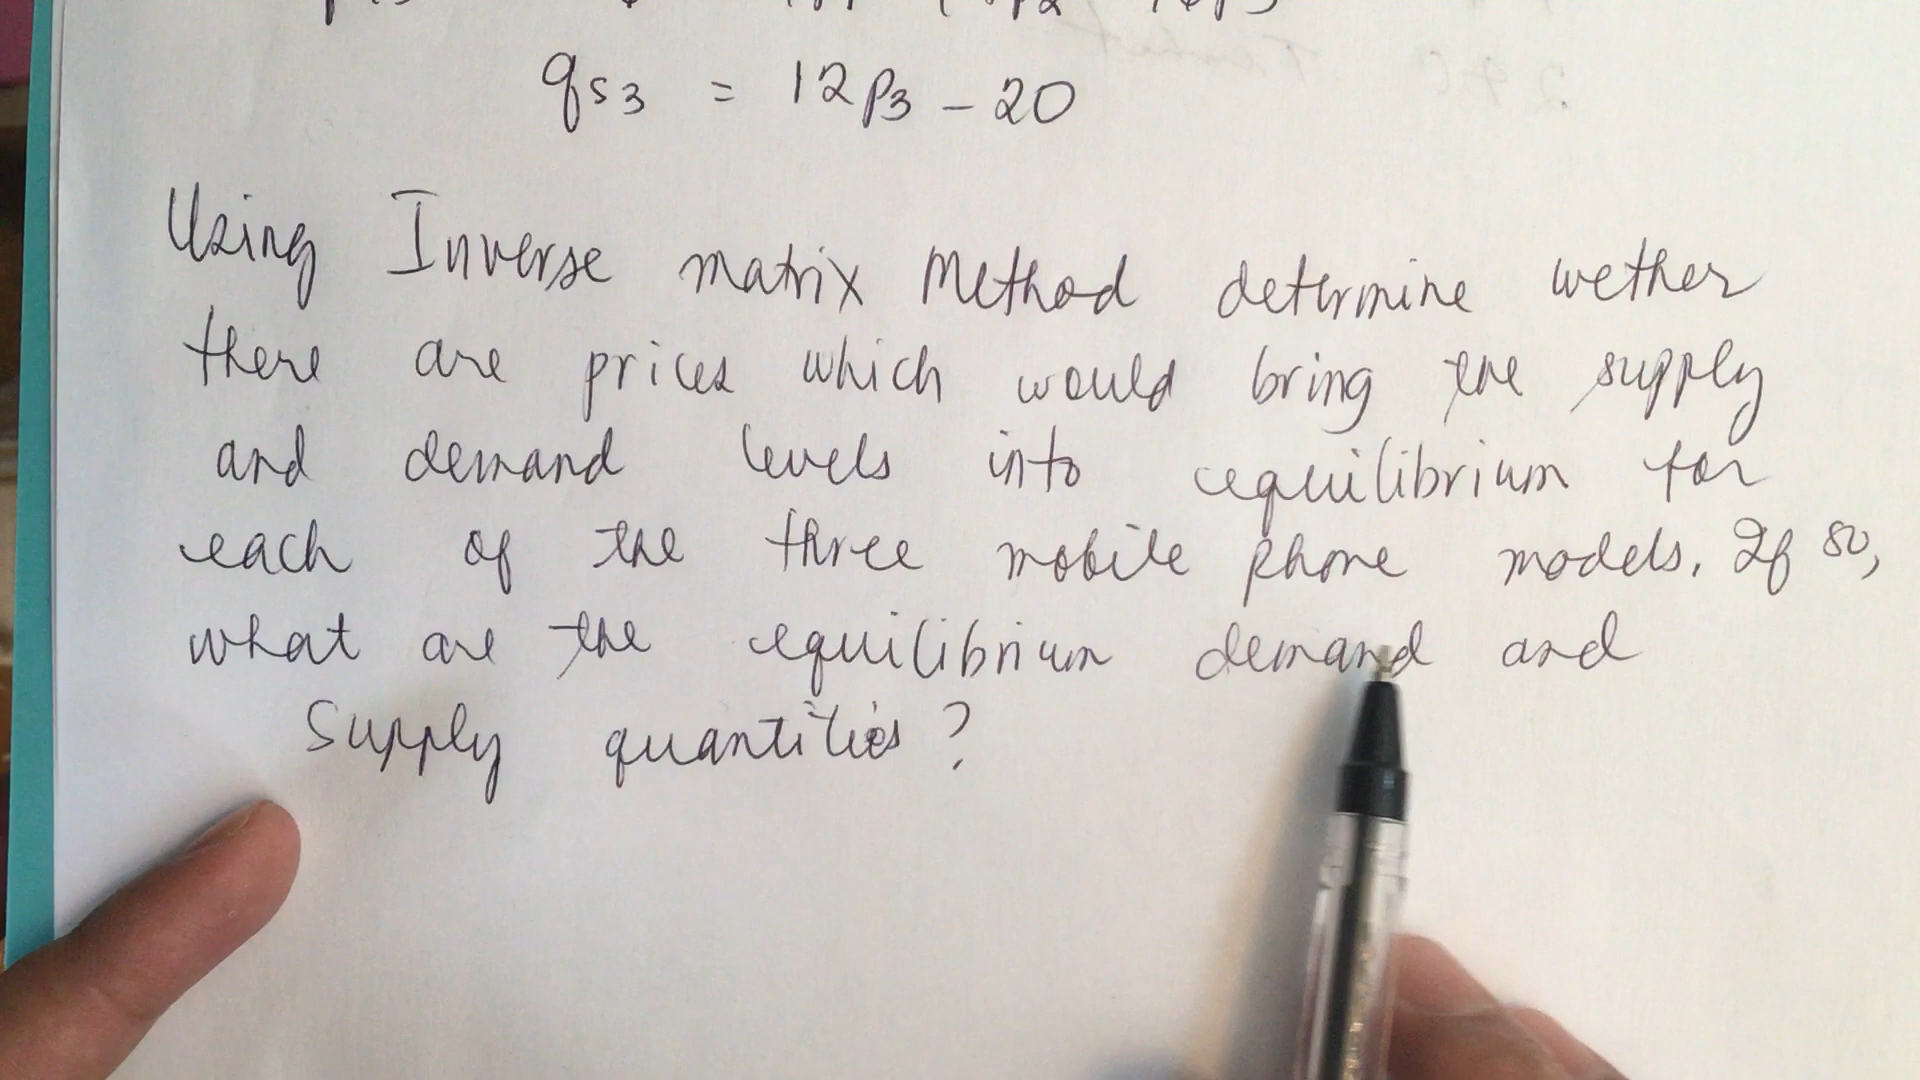 qs3 = 12p3 - 20
Using Inverse matrix Method determine wether
there are prices which would bring the supply
and demand levels into equilibrium for
each of the three mobile phone models. If so,
what are the equilibrium demand and
Supply quantities?